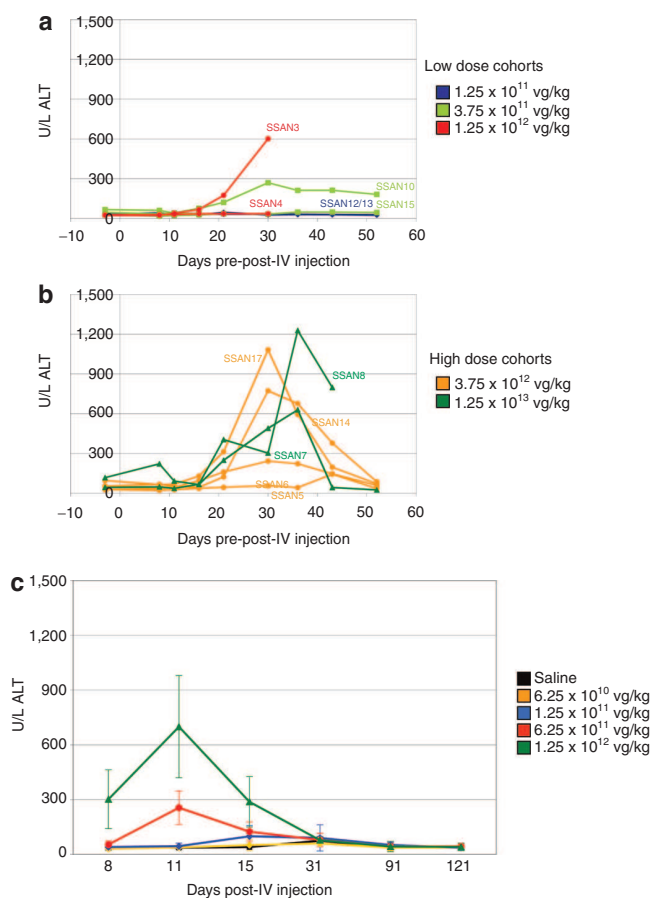 a
1,500
1,200
900
600
300
0
U/L ALT
−10 0 10 20 30 40 50 60
Days pre-post-IV injection
SSAN3
SSAN10
SSAN4
SSAN12/13
SSAN15
Low dose cohorts
1.25 x 10¹¹ vg/kg
3.75 x 10¹¹ vg/kg
1.25 x 10¹² vg/kg
b
1,500
1,200
900
600
300
0
U/L ALT
−10 0 10 20 30 40 50 60
Days pre-post-IV injection
SSAN17
SSAN8
SSAN14
SSAN7
SSAN6
SSAN5
High dose cohorts
3.75 x 10¹² vg/kg
1.25 x 10¹³ vg/kg
c
1,500
1,200
900
600
300
0
U/L ALT
8 11 15 31 91 121
Days post-IV injection
Saline
6.25 x 10¹⁰ vg/kg
1.25 x 10¹¹ vg/kg
6.25 x 10¹¹ vg/kg
1.25 x 10¹² vg/kg